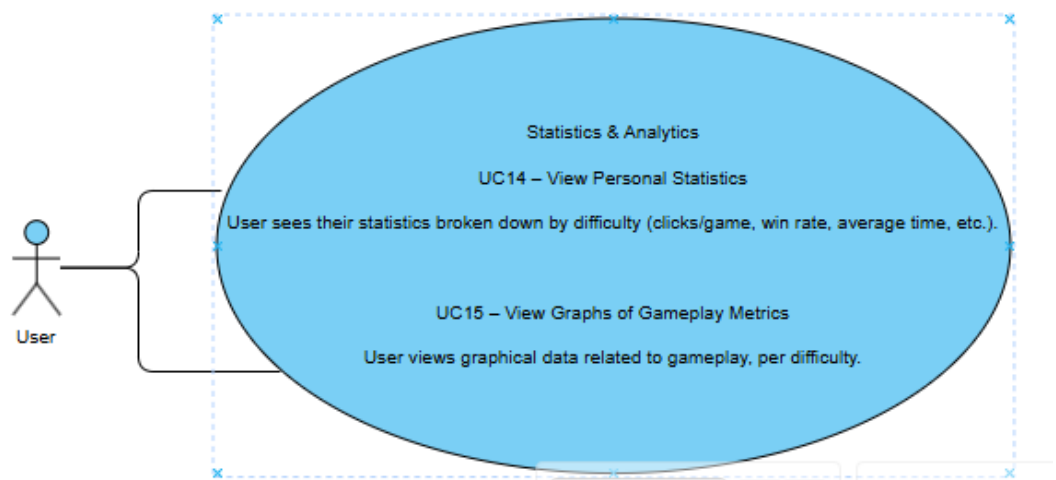 Statistics & Analytics
UC14 – View Personal Statistics
User sees their statistics broken down by difficulty (clicks/game, win rate, average time, etc.).
UC15 – View Graphs of Gameplay Metrics
User views graphical data related to gameplay, per difficulty.
User